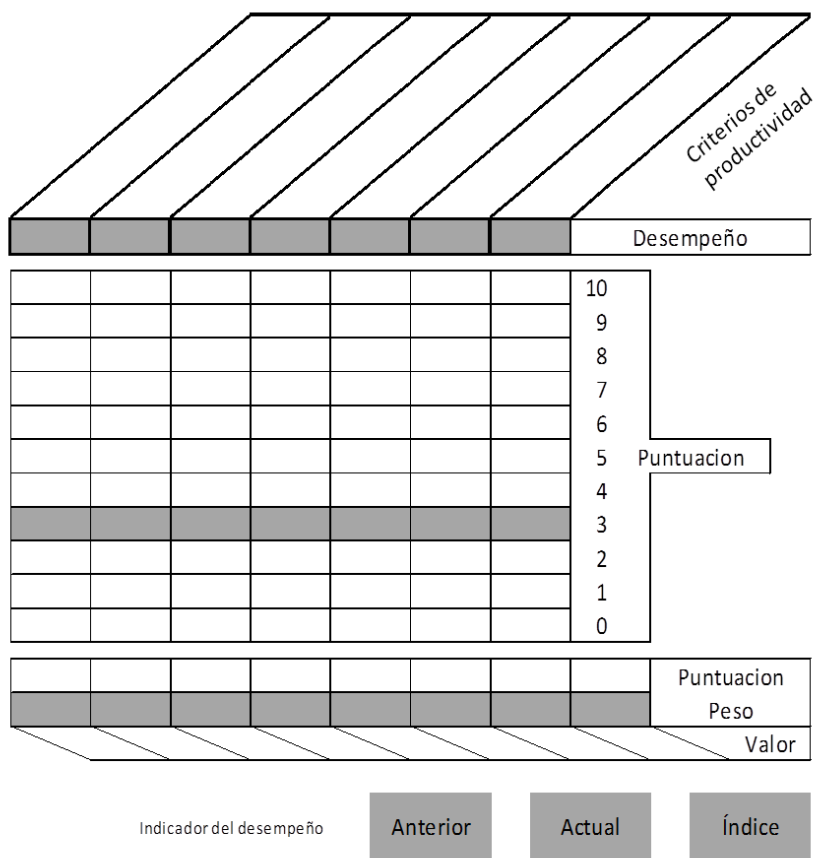 Criterios de
productividad
Desempeño
10
9
8
7
6
5 Puntuacion
4
3
2
1
0
Puntuacion
Peso
Valor
Indicador del desempeño Anterior Actual Índice